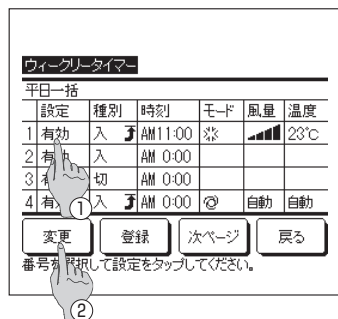 ウィークリータイマー
平日一括
設定 種別 時刻 モード 風量 温度
1 有効 入 AM11:00 23℃
2 有 入 AM 0:00
3 切 AM 0:00
4 有 入 AM 0:00 自動 自動
① 
変更 登録 次ページ 戻る
番号を選択して設定をタップしてください。
②